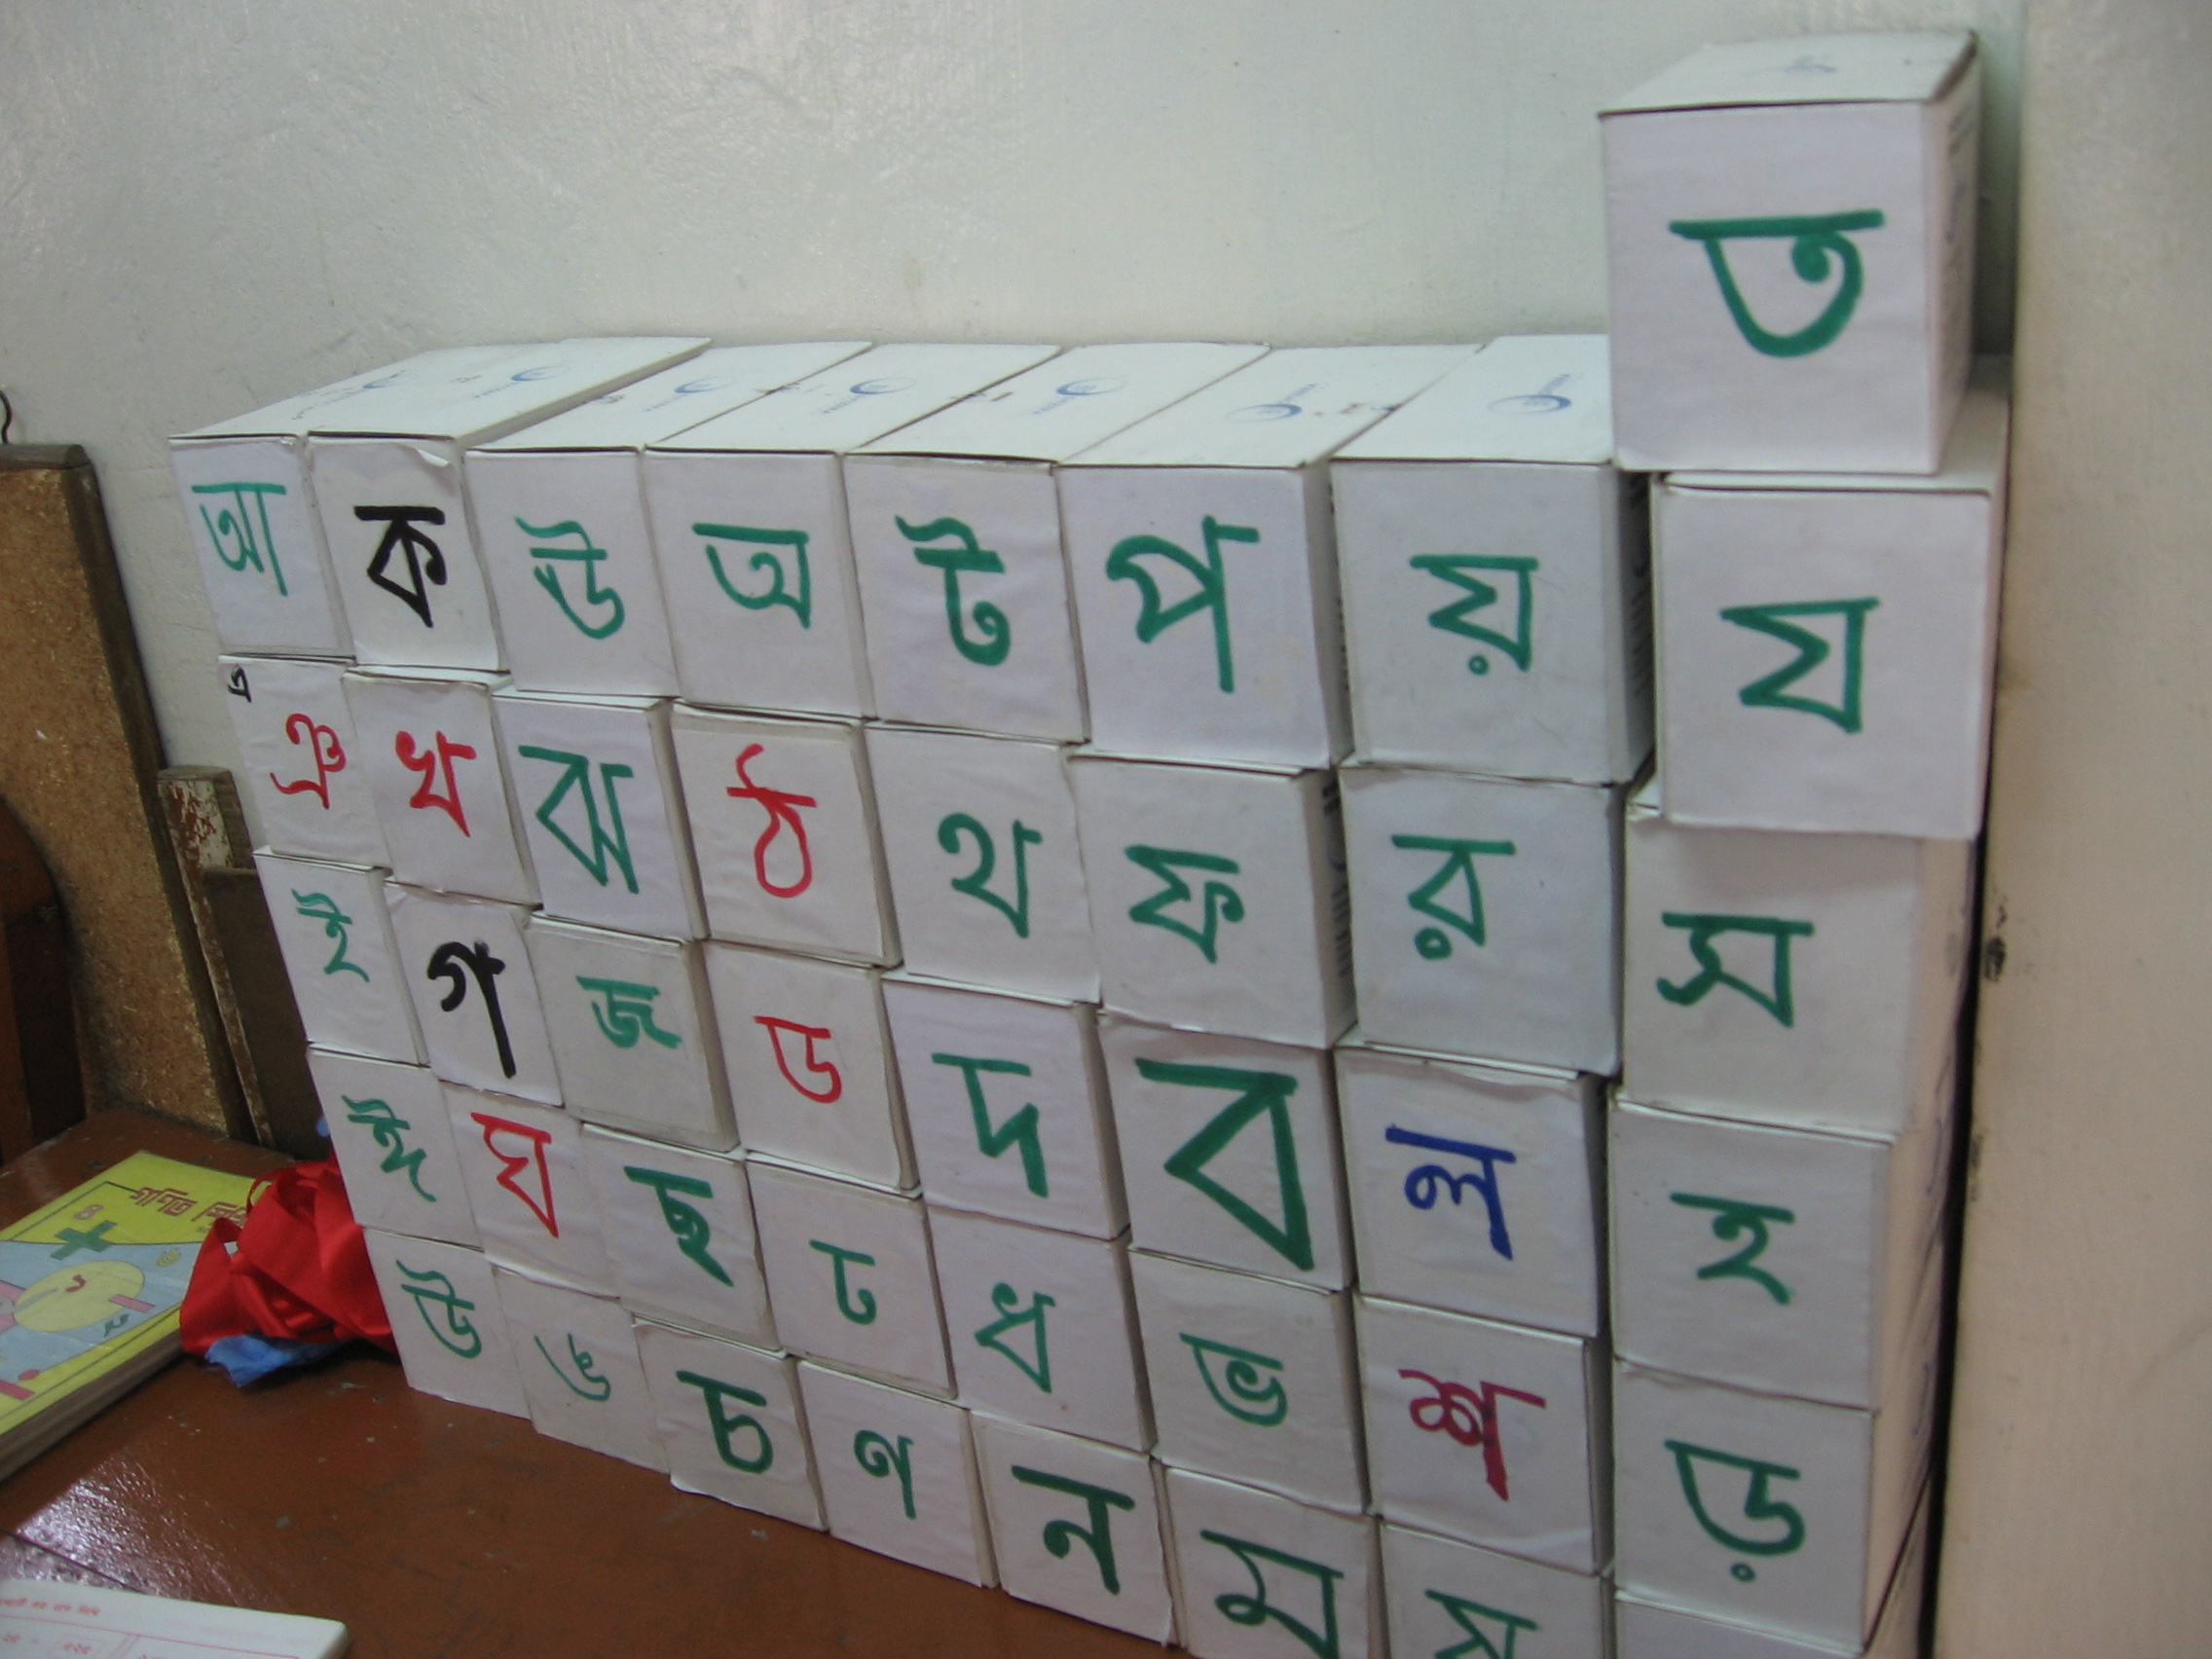 ত
আ ক উ অ ট প য় য
ঞ খ ঝ ঠ থ ফ র স
ই গ জ ড দ ব ল হ
ঈ ঘ ছ ঢ ধ ভ শ ড়
উ ঙ চ ণ ন ম ষ
গণিত